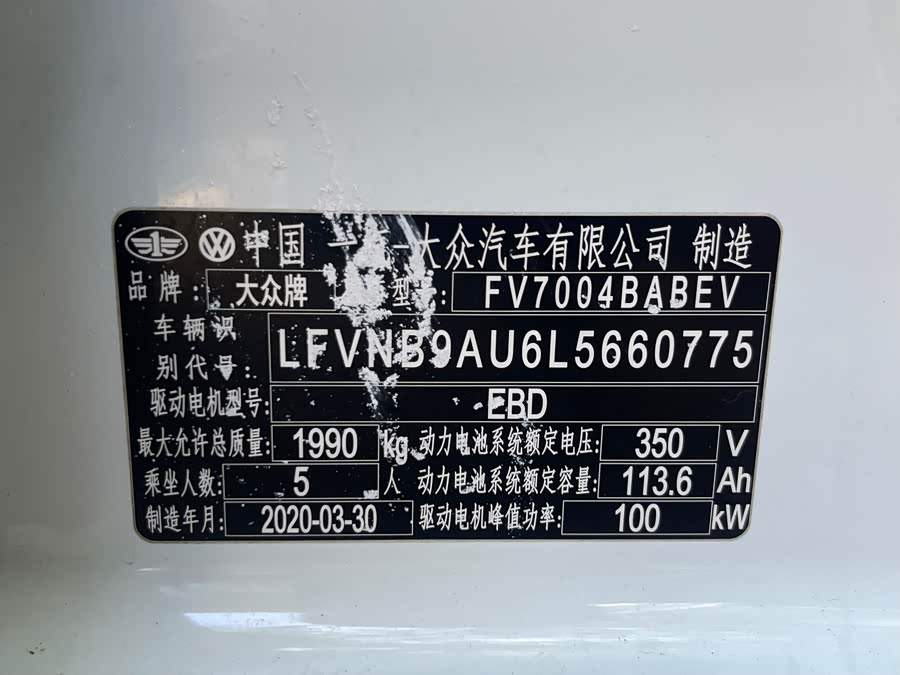 中国 一汽-大众汽车有限公司 制造
品牌: 大众牌 型: FV7004BABEV
车辆识
别代号: LFVNB9AU6L5660775
驱动电机型号: EBD
最大允许总质量: 1990 kg 动力电池系统额定电压: 350 V
乘坐人数: 5 人 动力电池系统额定容量: 113.6 Ah
制造年月: 2020-03-30 驱动电机峰值功率: 100 kW